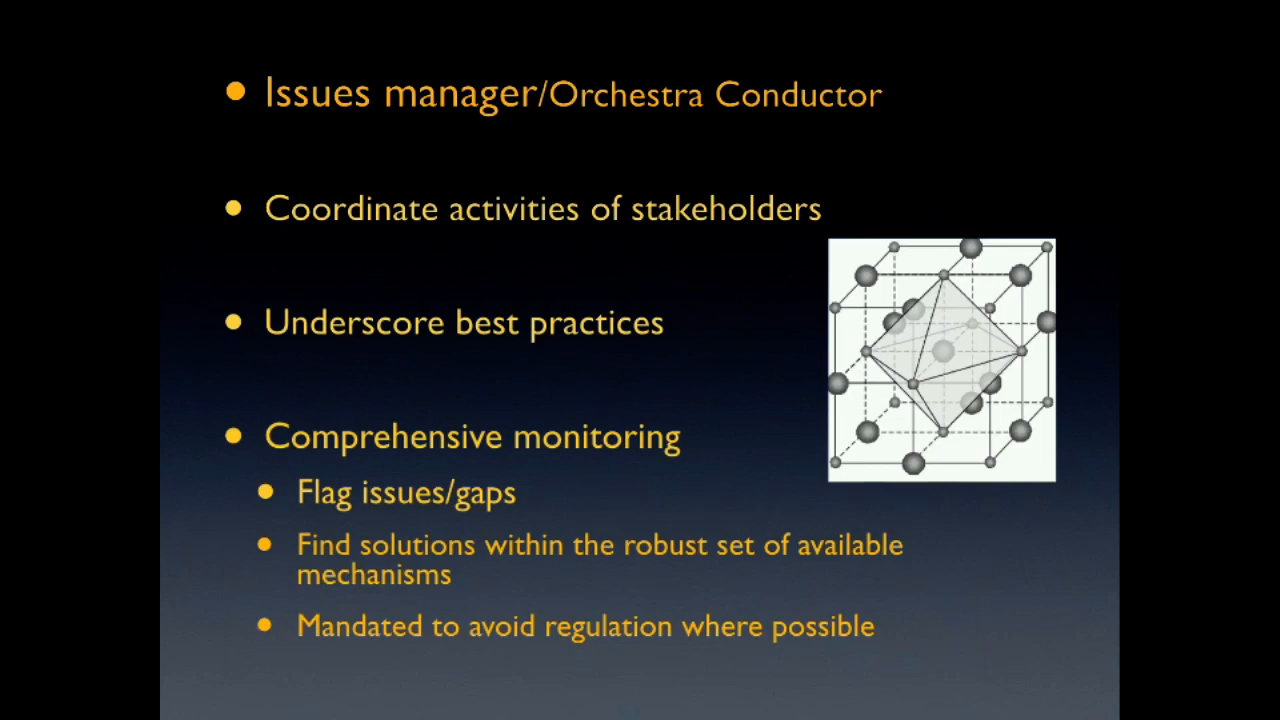 • Issues manager/Orchestra Conductor
• Coordinate activities of stakeholders
• Underscore best practices
• Comprehensive monitoring
• Flag issues/gaps
• Find solutions within the robust set of available
mechanisms
• Mandated to avoid regulation where possible